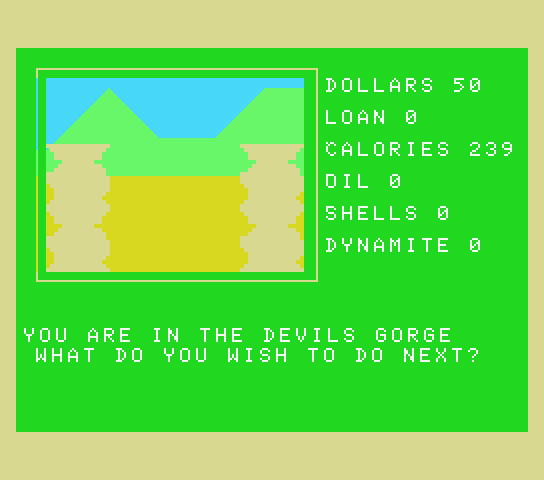 DOLLARS 50
LOAN 0
CALORIES 239
OIL 0
SHELLS 0
DYNAMITE 0
YOU ARE IN THE DEVILS GORGE
WHAT DO YOU WISH TO DO NEXT?